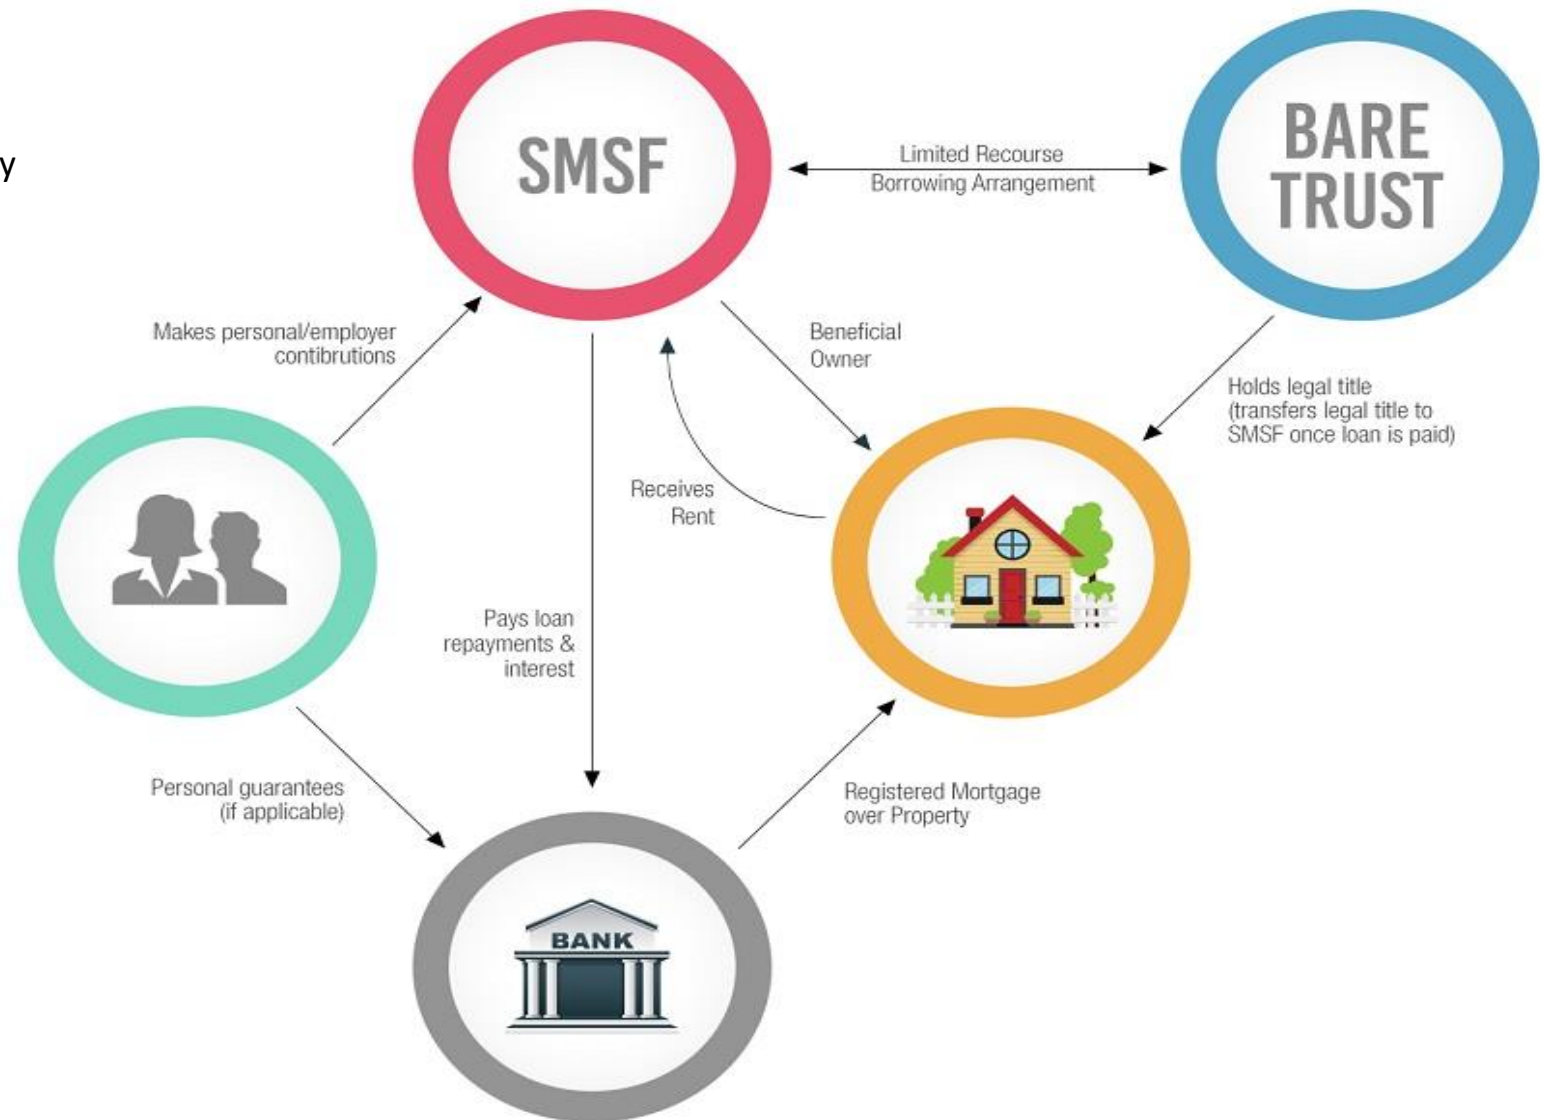 y
SMSF
BARE
TRUST
Limited Recourse
Borrowing Arrangement
Makes personal/employer
contibrutions
Beneficial
Owner
Holds legal title
(transfers legal title to
SMSF once loan is paid)
Receives
Rent
Pays loan
repayments &
interest
Personal guarantees
(if applicable)
Registered Mortgage
over Property
BANK